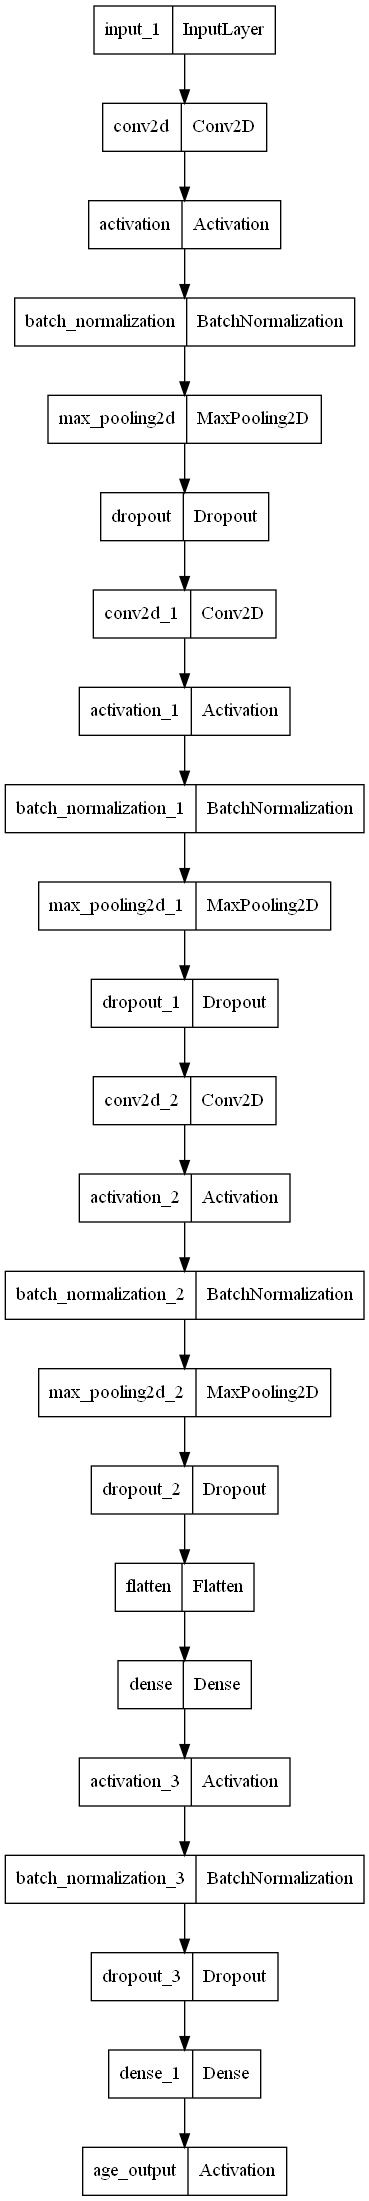 input_1 InputLayer
conv2d Conv2D
activation Activation
batch_normalization BatchNormalization
max_pooling2d MaxPooling2D
dropout Dropout
conv2d_1 Conv2D
activation_1 Activation
batch_normalization_1 BatchNormalization
max_pooling2d_1 MaxPooling2D
dropout_1 Dropout
conv2d_2 Conv2D
activation_2 Activation
batch_normalization_2 BatchNormalization
max_pooling2d_2 MaxPooling2D
dropout_2 Dropout
flatten Flatten
dense Dense
activation_3 Activation
batch_normalization_3 BatchNormalization
dropout_3 Dropout
dense_1 Dense
age_output Activation